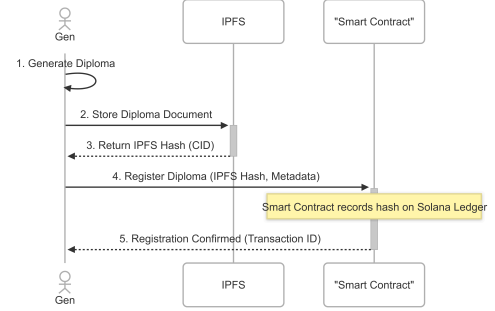 Gen
IPFS
"Smart Contract"
1. Generate Diploma
2. Store Diploma Document
3. Return IPFS Hash (CID)
4. Register Diploma (IPFS Hash, Metadata)
Smart Contract records hash on Solana Ledger
5. Registration Confirmed (Transaction ID)
Gen
IPFS
"Smart Contract"